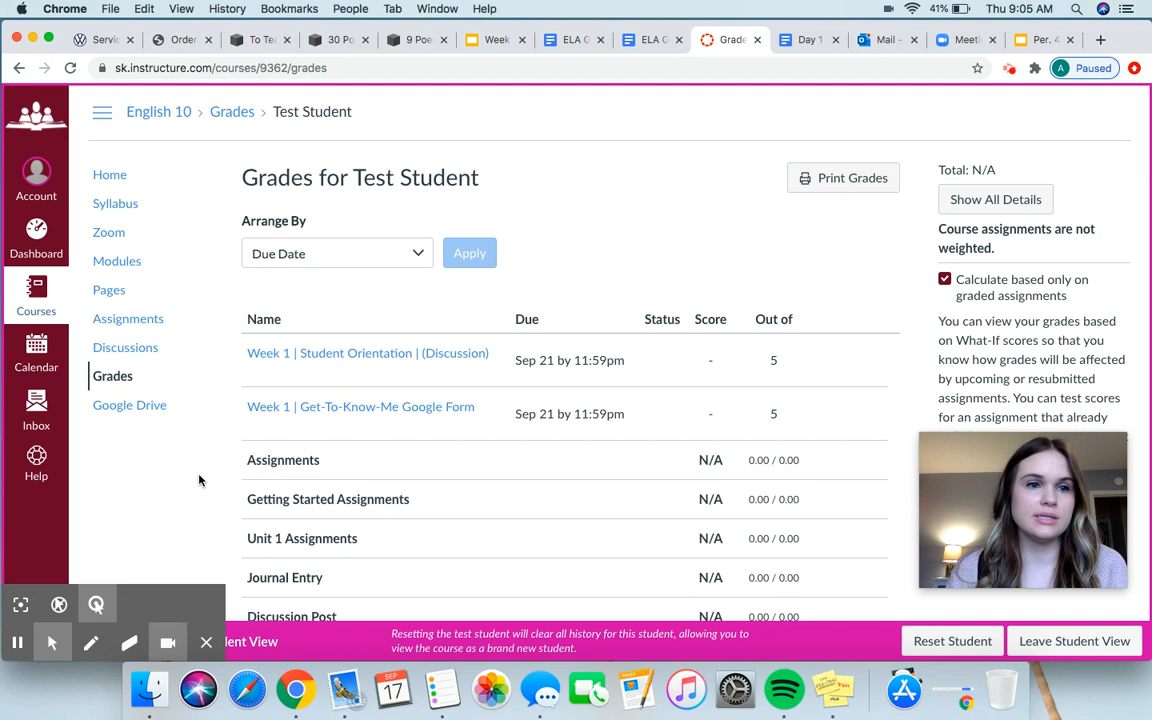 Chrome File Edit View History Bookmarks People Tab Window Help 41% Thu 9:05 AM
Servic Order To Tea 30 Po 9 Poe Week ELA G ELA G Grade Day 1 Mail - Meeti Per. 4
sk.instructure.com/courses/9362/grades A Paused
English 10 > Grades > Test Student
Account
Dashboard
Courses
Calendar
Inbox
Help
Home
Syllabus
Zoom
Modules
Pages
Assignments
Discussions
Grades
Google Drive
Grades for Test Student
Print Grades
Arrange By
Due Date Apply
Name Due Status Score Out of
Week 1 | Student Orientation | (Discussion) Sep 21 by 11:59pm - 5
Week 1 | Get-To-Know-Me Google Form Sep 21 by 11:59pm - 5
Assignments N/A 0.00 / 0.00
Getting Started Assignments N/A 0.00 / 0.00
Unit 1 Assignments N/A 0.00 / 0.00
Journal Entry N/A 0.00 / 0.00
Discussion Post N/A 0.00 / 0.00
Total: N/A
Show All Details
Course assignments are not
weighted.
Calculate based only on
graded assignments
You can view your grades based
on What-If scores so that you
know how grades will be affected
by upcoming or resubmitted
assignments. You can test scores
for an assignment that already
dent View
Resetting the test student will clear all history for this student, allowing you to
view the course as a brand new student.
Reset Student Leave Student View
SEP
17